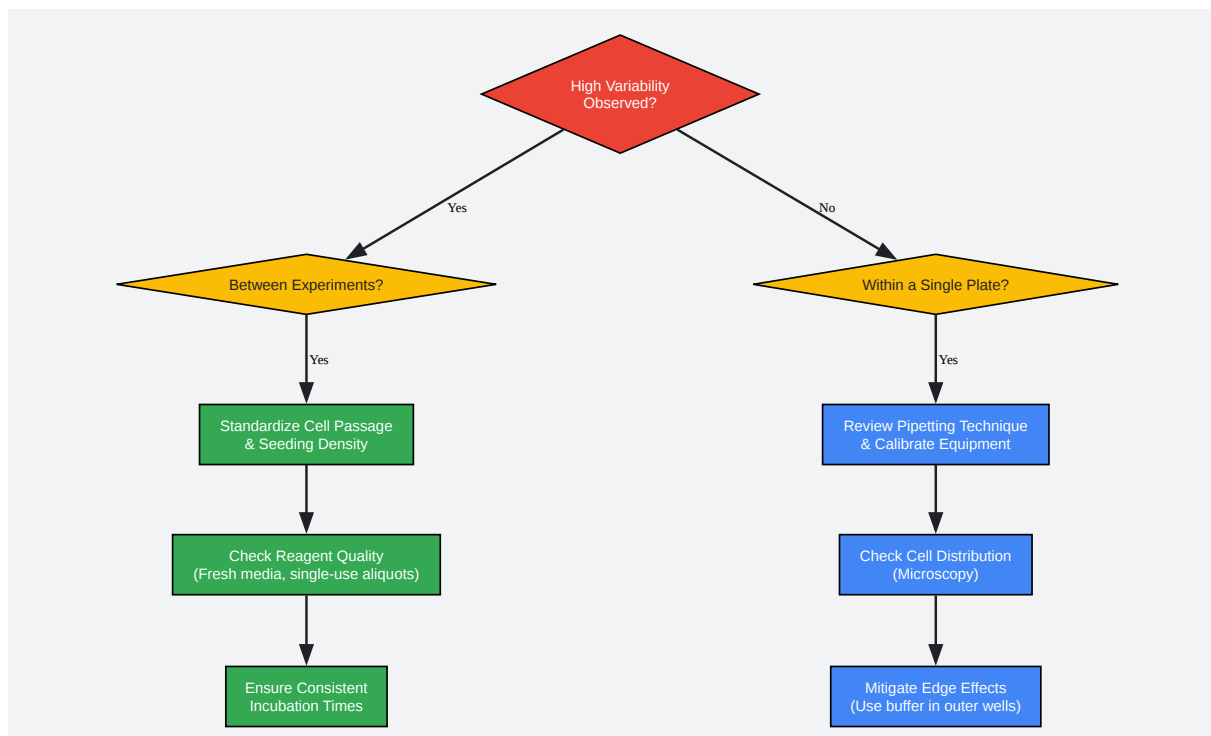 High Variability
Observed?
Yes
No
Between Experiments?
Within a Single Plate?
Yes
Yes
Standardize Cell Passage
& Seeding Density
Review Pipetting Technique
& Calibrate Equipment
Check Reagent Quality
(Fresh media, single-use aliquots)
Check Cell Distribution
(Microscopy)
Ensure Consistent
Incubation Times
Mitigate Edge Effects
(Use buffer in outer wells)